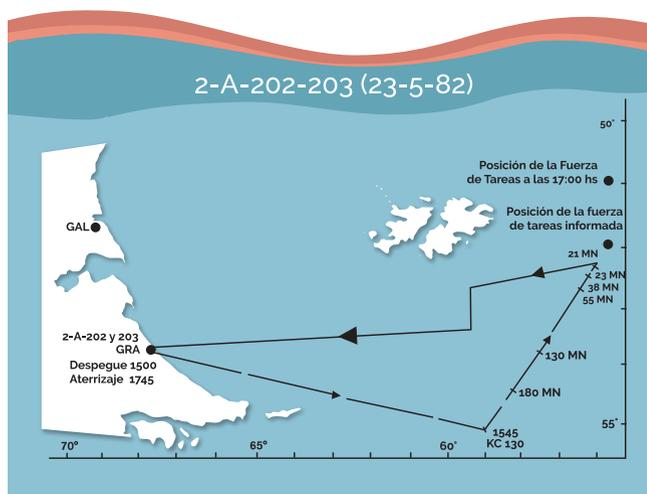 2-A-202-203 (23-5-82)
50°
Posición de la Fuerza
de Tareas a las 17:00 hs
Posición de la fuerza
de tareas informada
GAL
21 MN
23 MN
38 MN
55 MN
2-A-202 y 203
GRA
Despegue 1500
Aterrizaje 1745
130 MN
180 MN
55°
1545
KC 130
70°
65°
60°